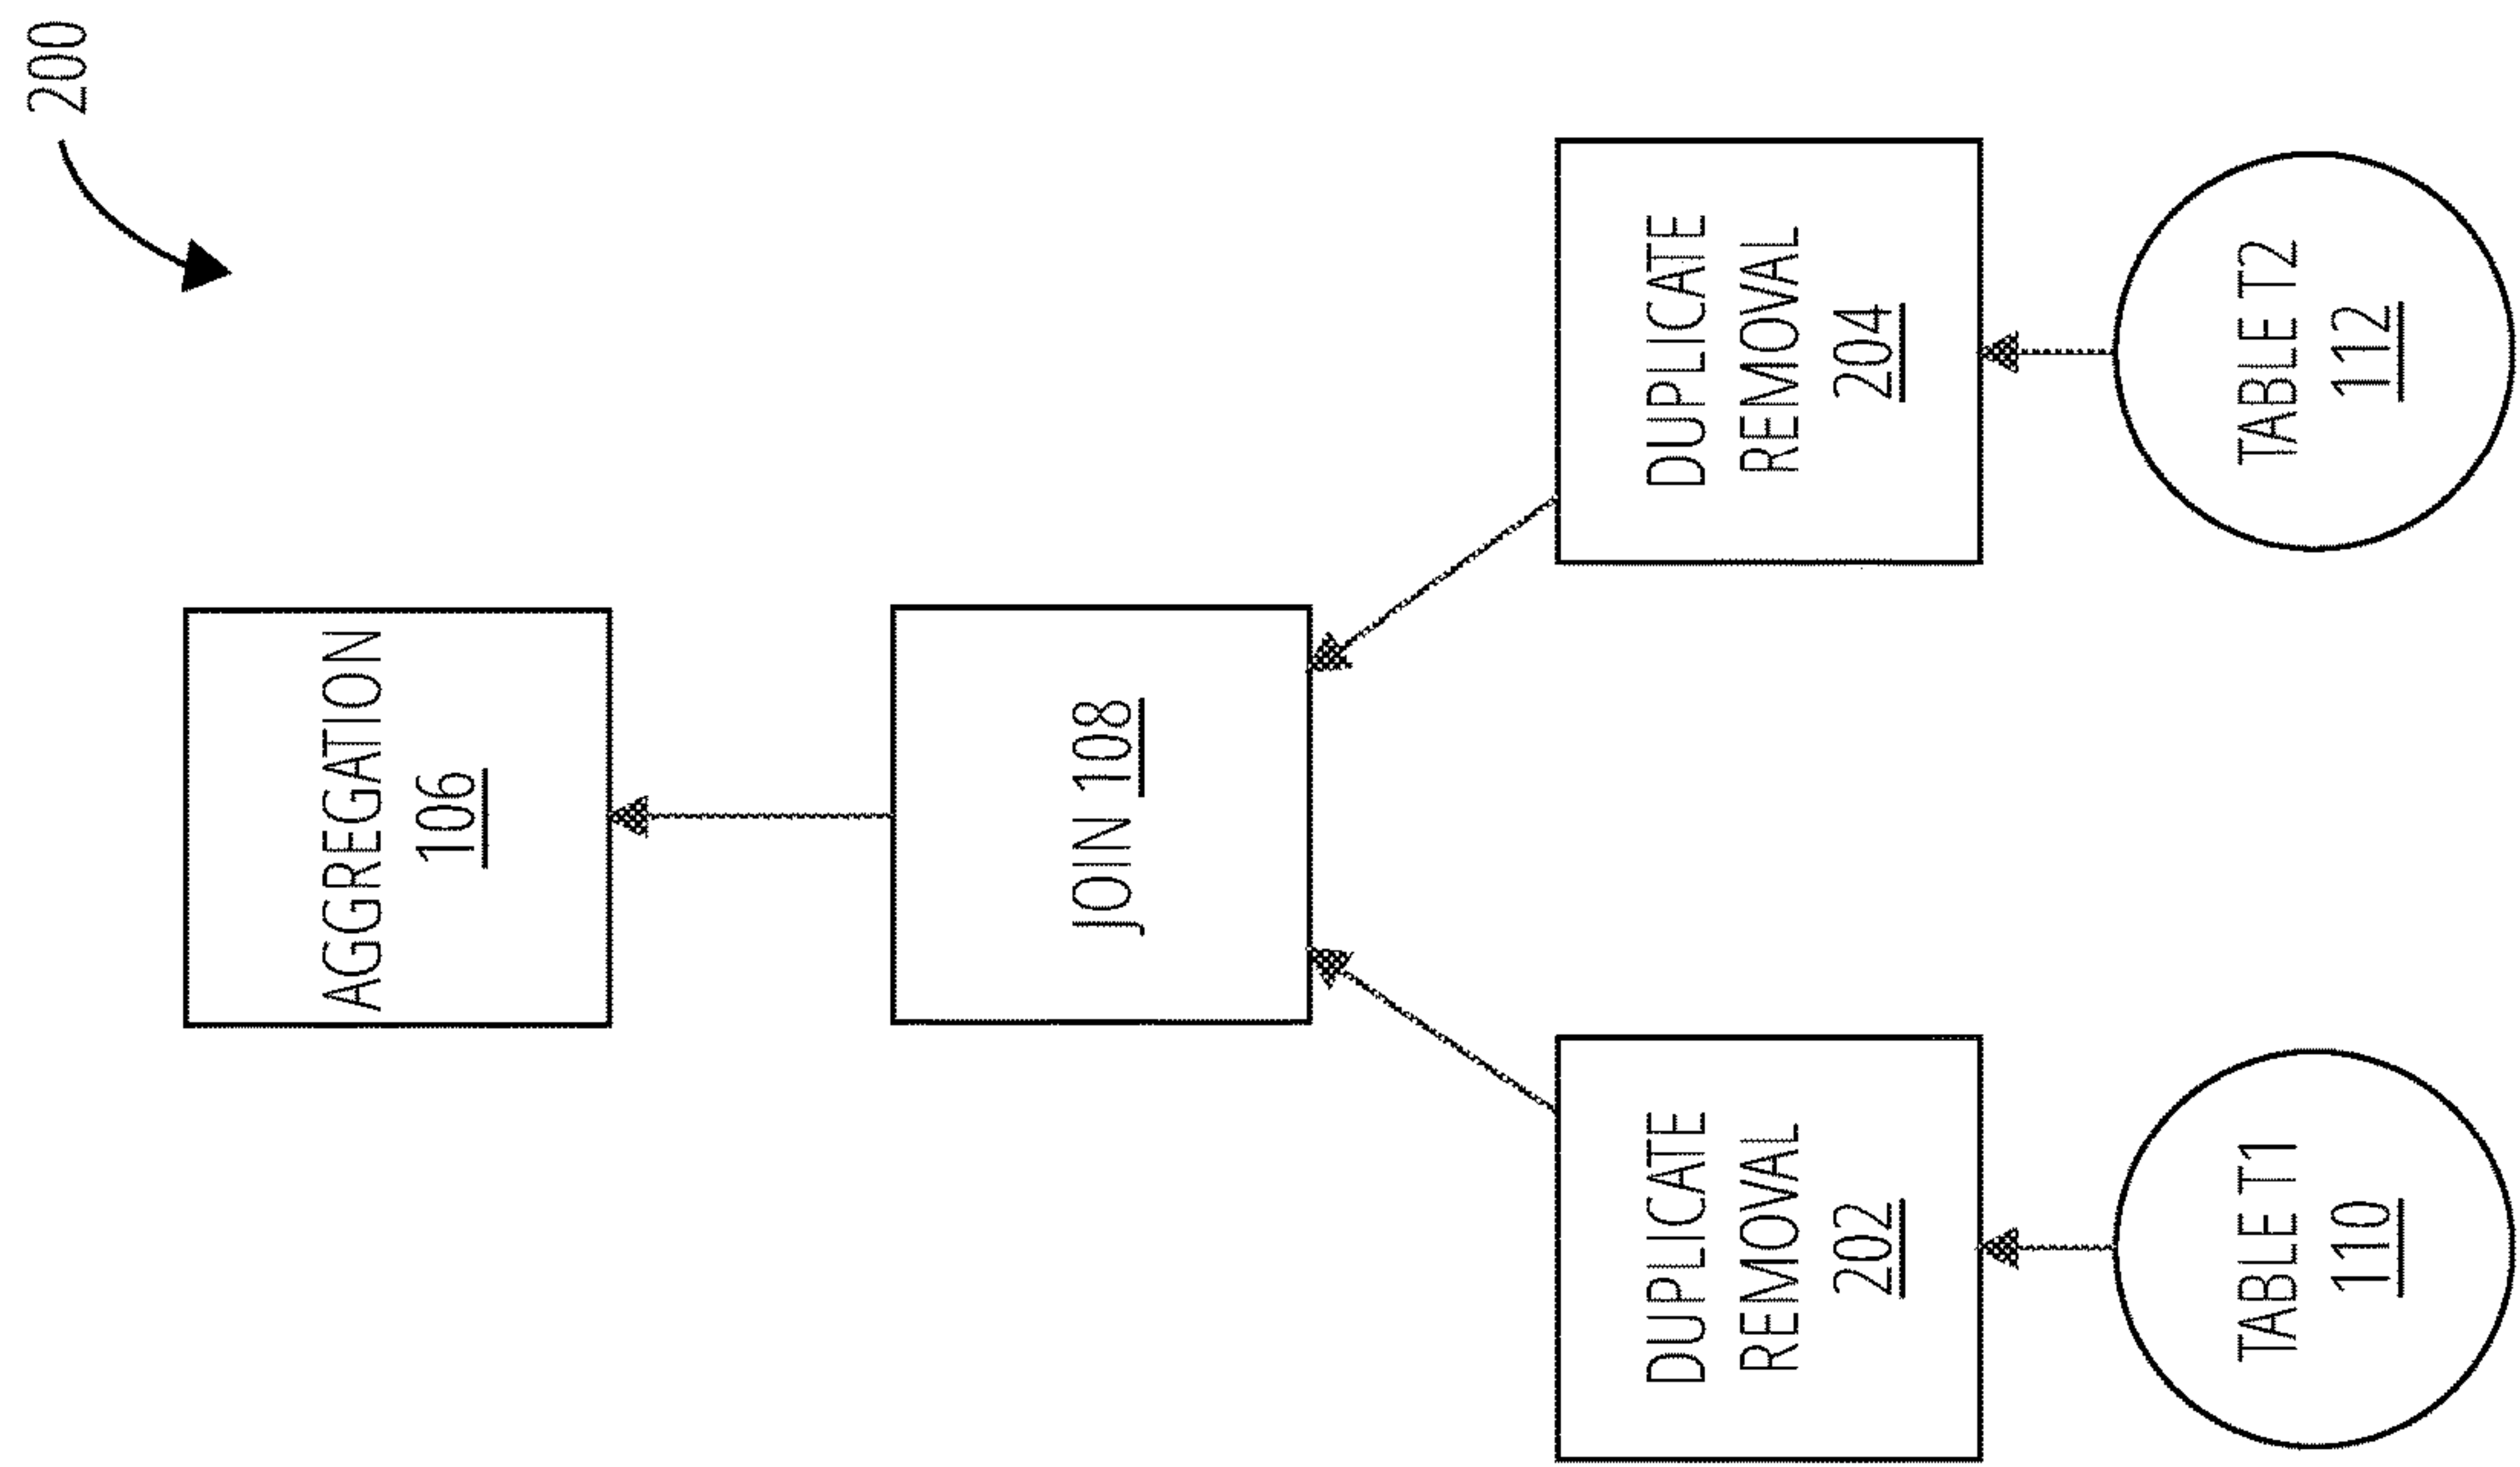 200
AGGREGATION
106
JOIN 108
DUPLICATE
REMOVAL
202
DUPLICATE
REMOVAL
204
TABLE T1
110
TABLE T2
112